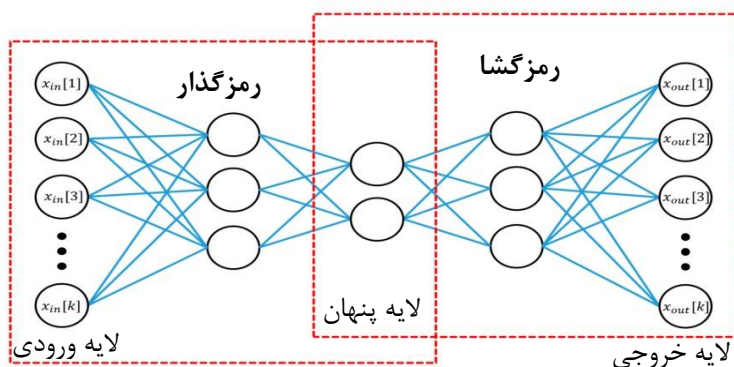 رمزگشا
رمزگذار
x_in[1]
x_in[2]
x_in[3]
x_in[k]
x_out[1]
x_out[2]
x_out[3]
x_out[k]
لایه پنهان
لایه ورودی
لایه خروجی